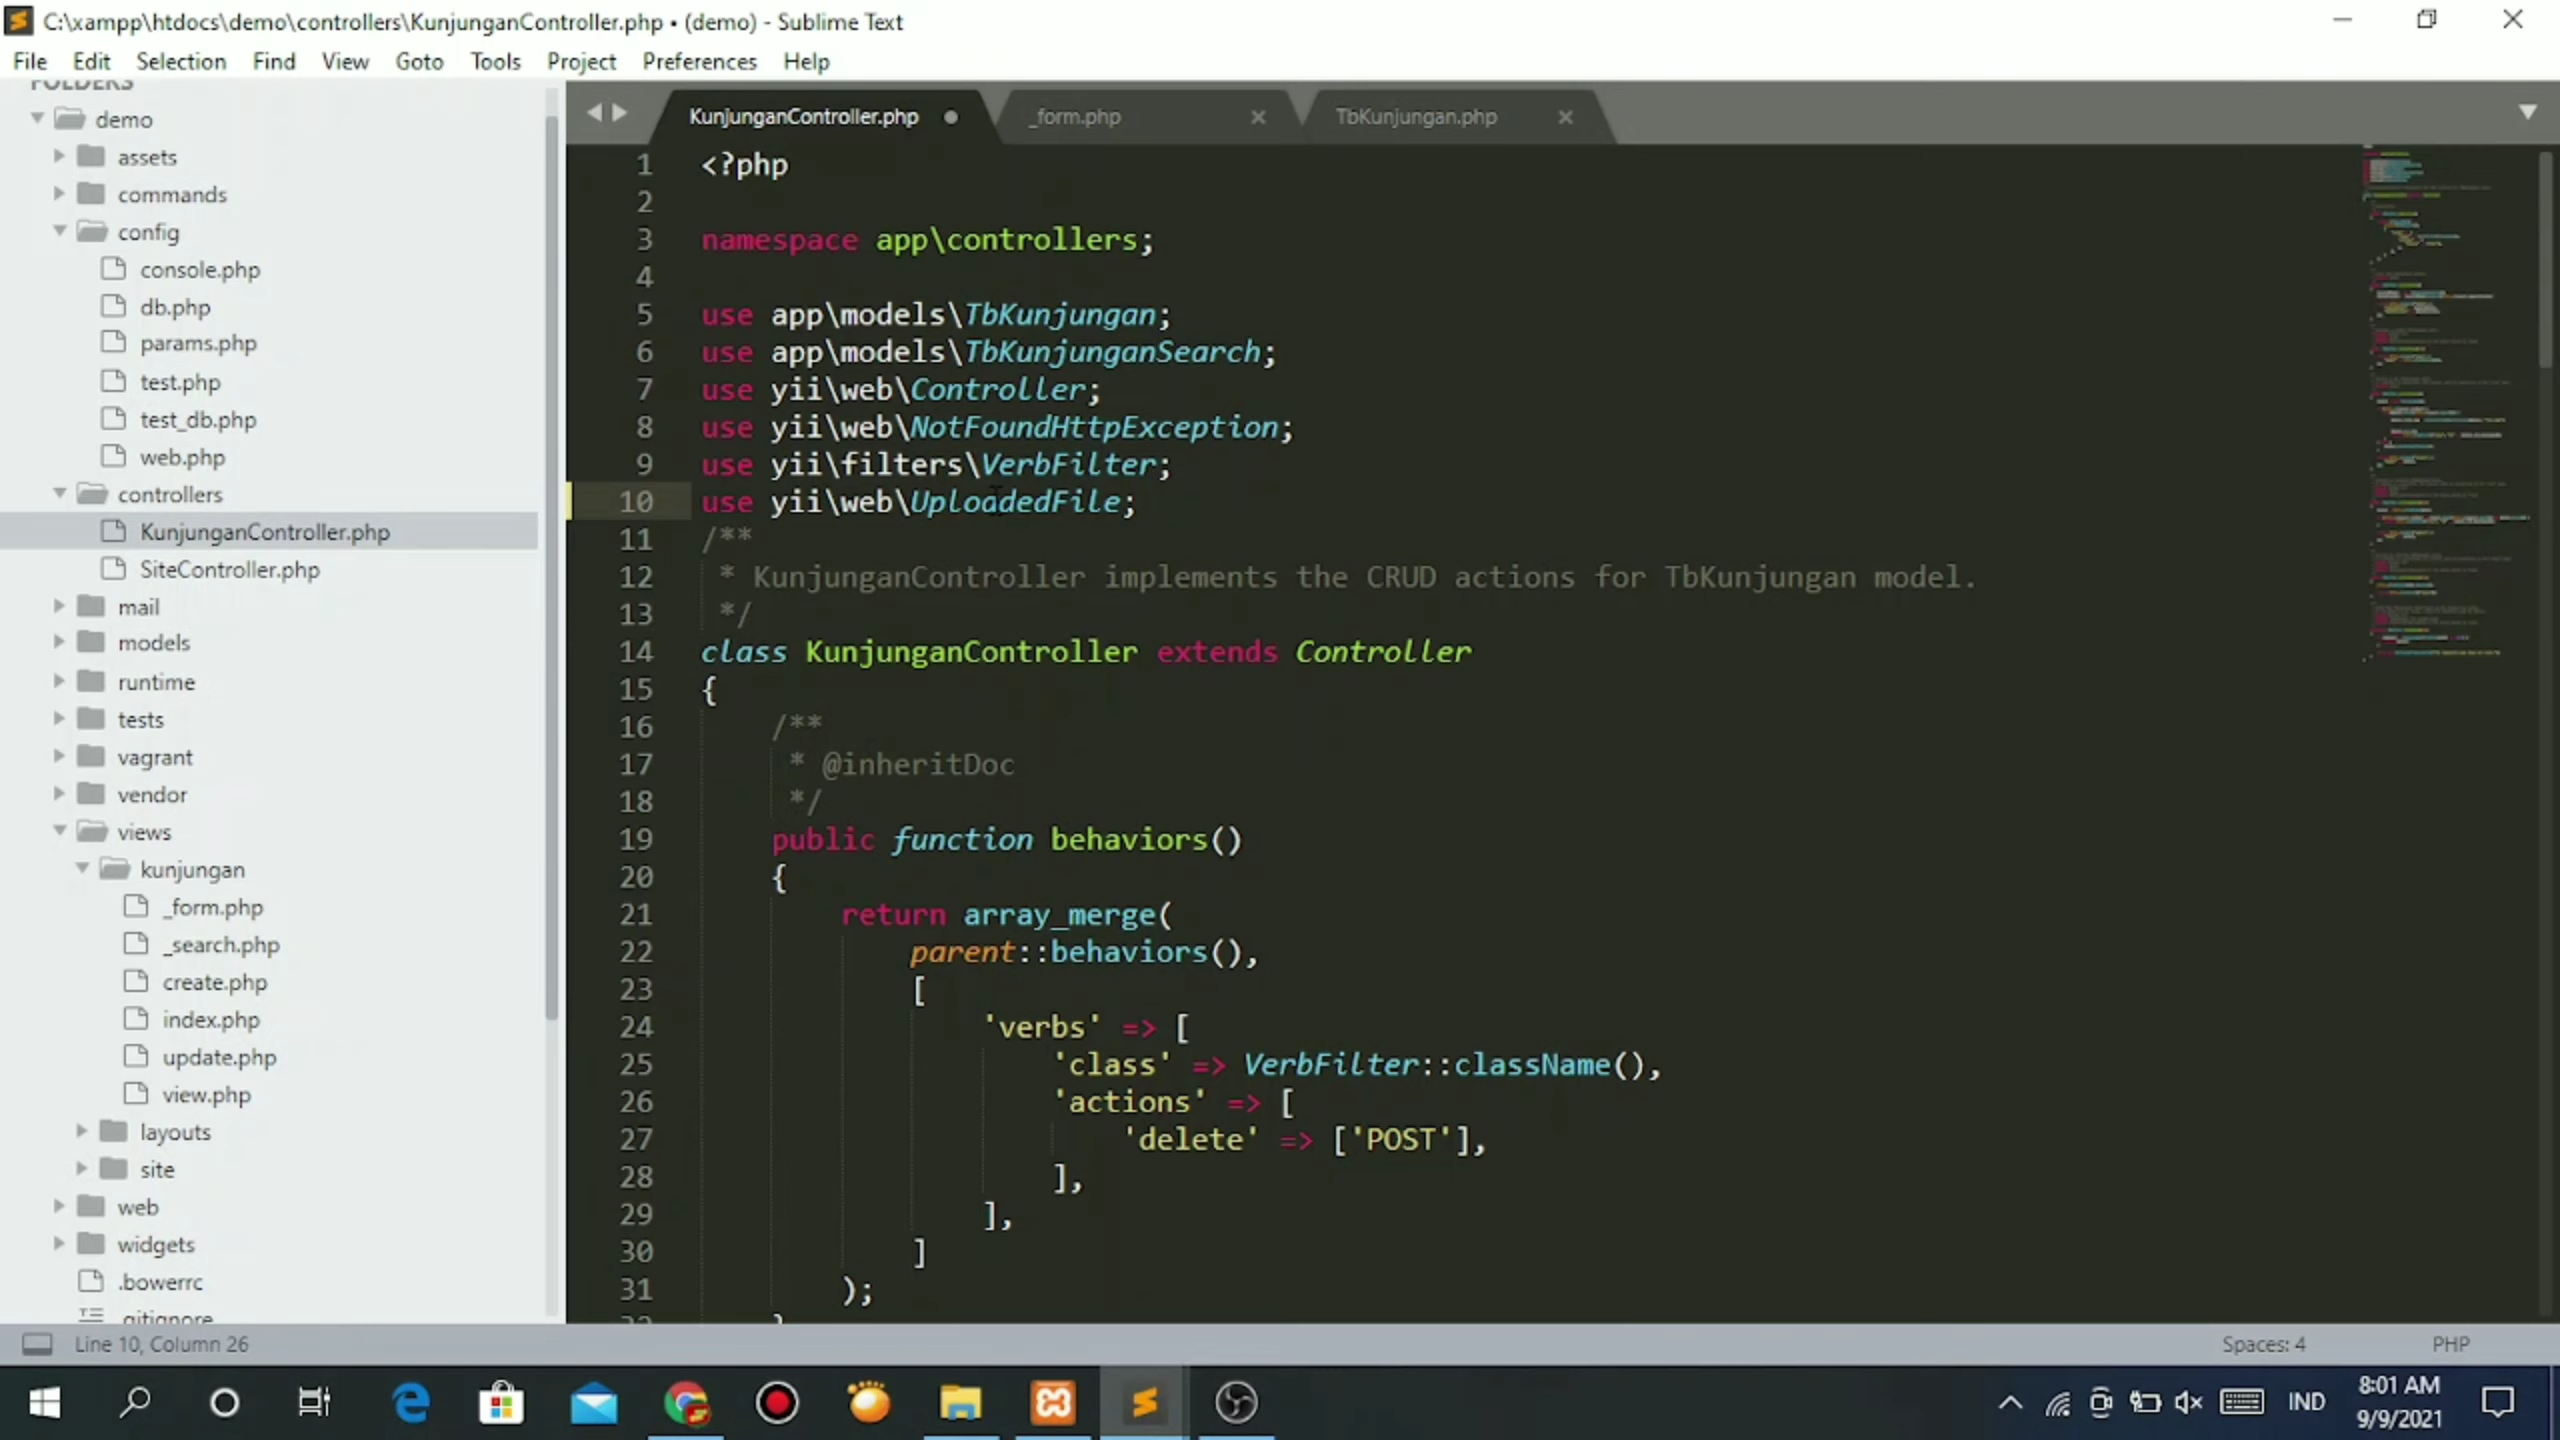 C:\xampp\htdocs\demo\controllers\KunjunganController.php • (demo) - Sublime Text
File Edit Selection Find View Goto Tools Project Preferences Help
FOLDERS
demo
assets
commands
config
console.php
db.php
params.php
test.php
test_db.php
web.php
controllers
KunjunganController.php
SiteController.php
mail
models
runtime
tests
vagrant
vendor
views
kunjungan
_form.php
_search.php
create.php
index.php
update.php
view.php
layouts
site
web
widgets
.bowerrc
.gitignore
KunjunganController.php _form.php TbKunjungan.php
1 <?php
2
3 namespace app\controllers;
4
5 use app\models\TbKunjungan;
6 use app\models\TbKunjunganSearch;
7 use yii\web\Controller;
8 use yii\web\NotFoundHttpException;
9 use yii\filters\VerbFilter;
10 use yii\web\UploadedFile;
11 /**
12  * KunjunganController implements the CRUD actions for TbKunjungan model.
13  */
14 class KunjunganController extends Controller
15 {
16     /**
17      * @inheritDoc
18      */
19     public function behaviors()
20     {
21         return array_merge(
22             parent::behaviors(),
23             [
24                 'verbs' => [
25                     'class' => VerbFilter::className(),
26                     'actions' => [
27                         'delete' => ['POST'],
28                     ],
29                 ],
30             ]
31         );
32     }
Line 10, Column 26 Spaces: 4 PHP
IND 8:01 AM
9/9/2021